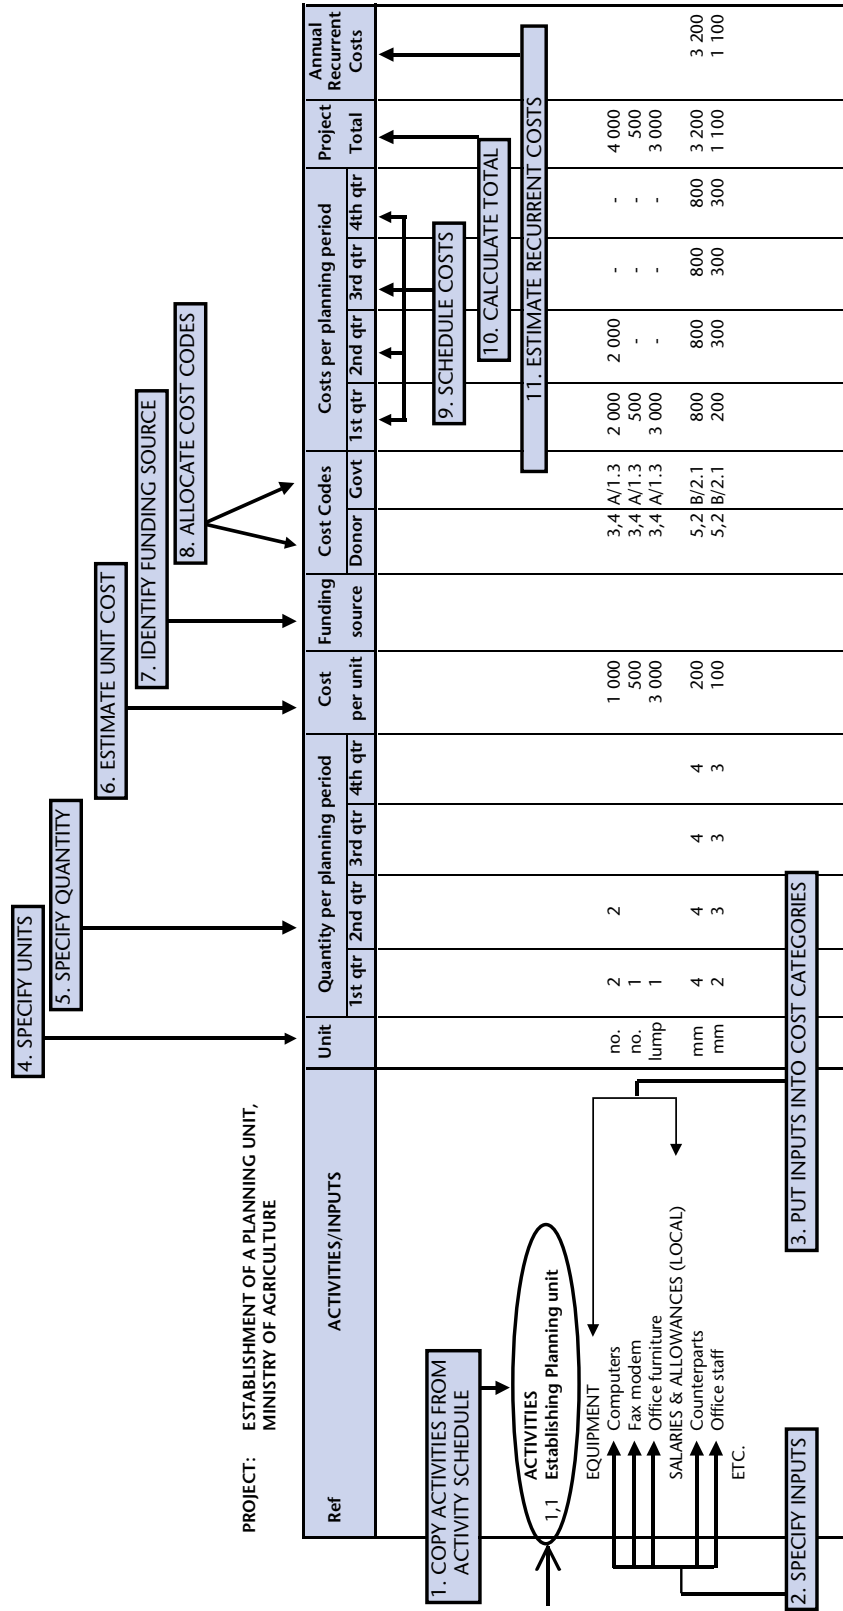 4. SPECIFY UNITS
5. SPECIFY QUANTITY
6. ESTIMATE UNIT COST
7. IDENTIFY FUNDING SOURCE
8. ALLOCATE COST CODES
PROJECT: ESTABLISHMENT OF A PLANNING UNIT,
MINISTRY OF AGRICULTURE
Ref ACTIVITIES/INPUTS Unit Quantity per planning period Cost per unit Funding source Cost Codes Costs per planning period Project Total Annual Recurrent Costs
1st qtr 2nd qtr 3rd qtr 4th qtr Donor Govt 1st qtr 2nd qtr 3rd qtr 4th qtr
1. COPY ACTIVITIES FROM
ACTIVITY SCHEDULE
9. SCHEDULE COSTS
10. CALCULATE TOTAL
11. ESTIMATE RECURRENT COSTS
ACTIVITIES
1,1 Establishing Planning unit
EQUIPMENT
Computers no. 2 2 1 000 3,4 A/1.3 2 000 2 000 - - 4 000
Fax modem no. 1 500 3,4 A/1.3 500 - - - 500
Office furniture lump 1 3 000 3,4 A/1.3 3 000 - - - 3 000
SALARIES & ALLOWANCES (LOCAL)
Counterparts mm 4 4 4 4 200 5,2 B/2.1 800 800 800 800 3 200 3 200
Office staff mm 2 3 3 3 100 5,2 B/2.1 200 300 300 300 1 100 1 100
ETC.
2. SPECIFY INPUTS
3. PUT INPUTS INTO COST CATEGORIES